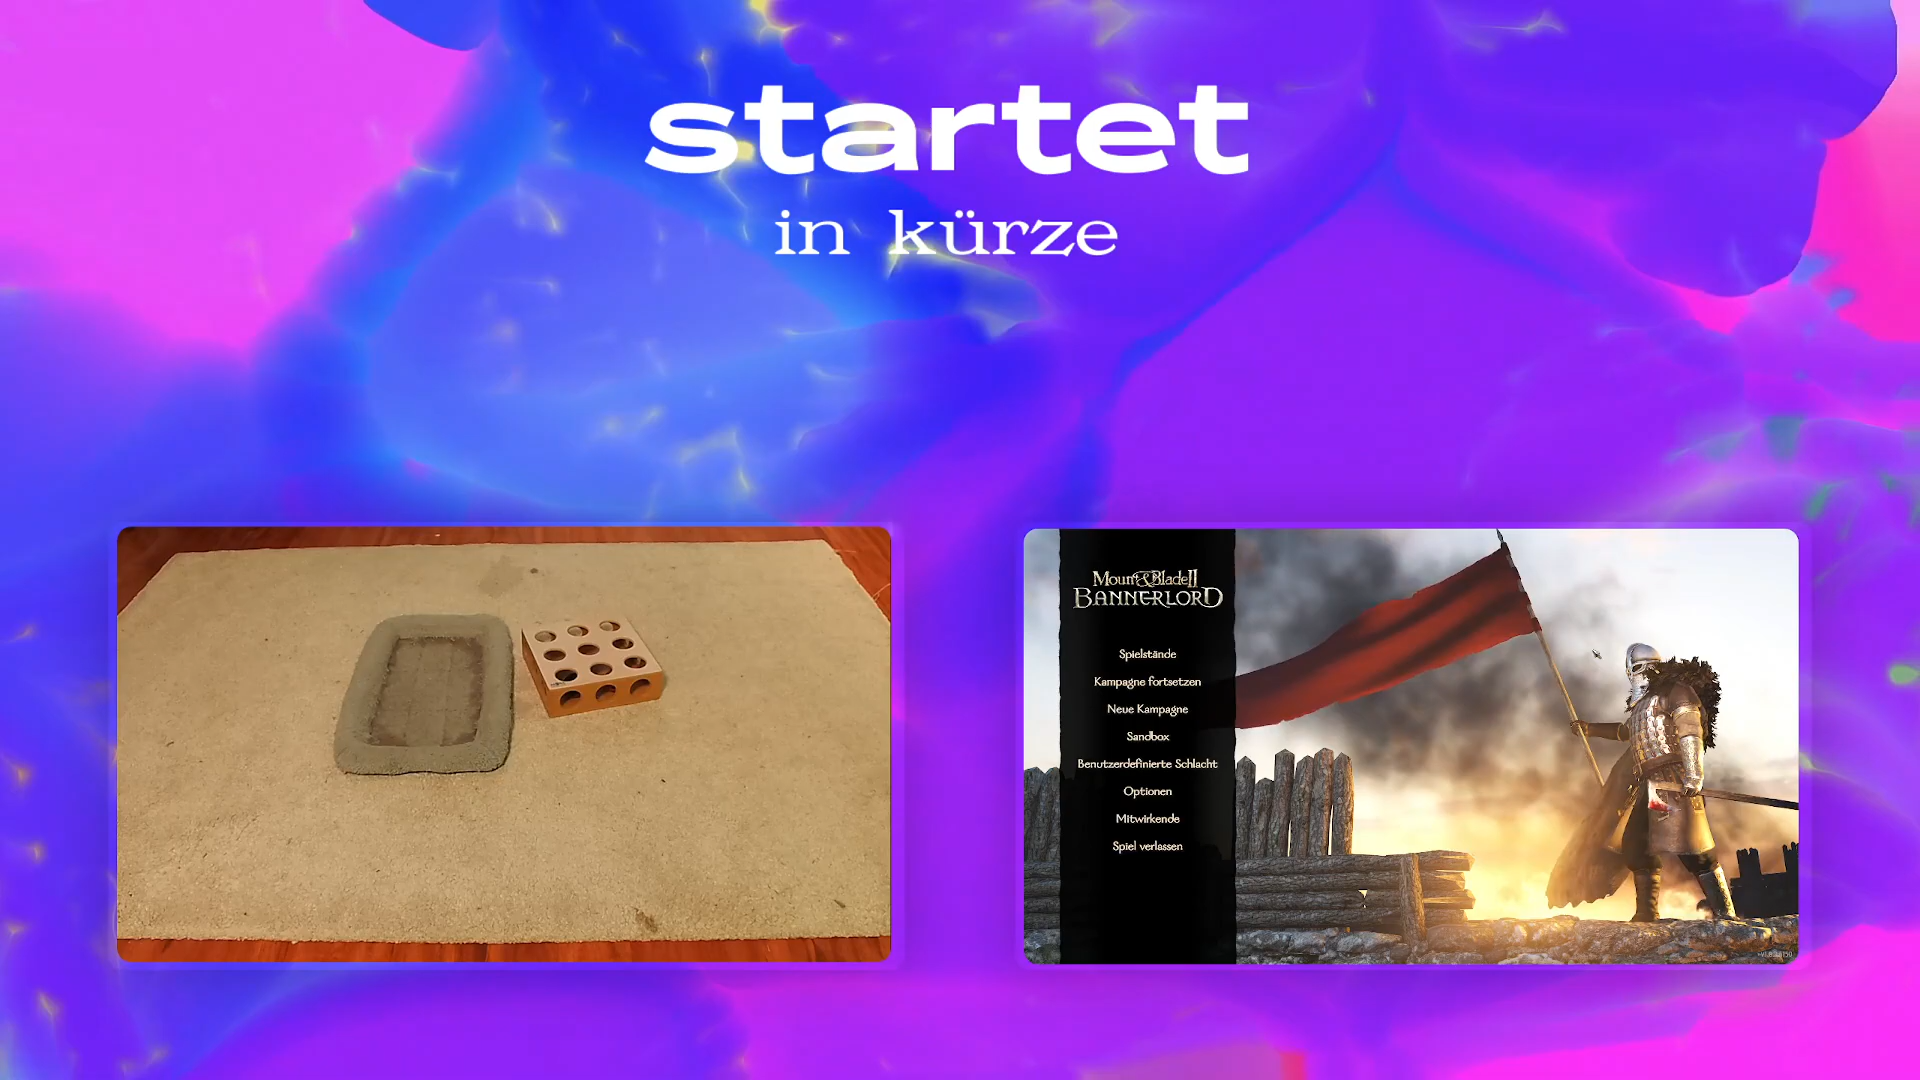 startet
in kürze
Mount & Blade II
BANNERLORD
Spielstände
Kampagne fortsetzen
Neue Kampagne
Sandbox
Benutzerdefinierte Schlacht
Optionen
Mitwirkende
Spiel verlassen